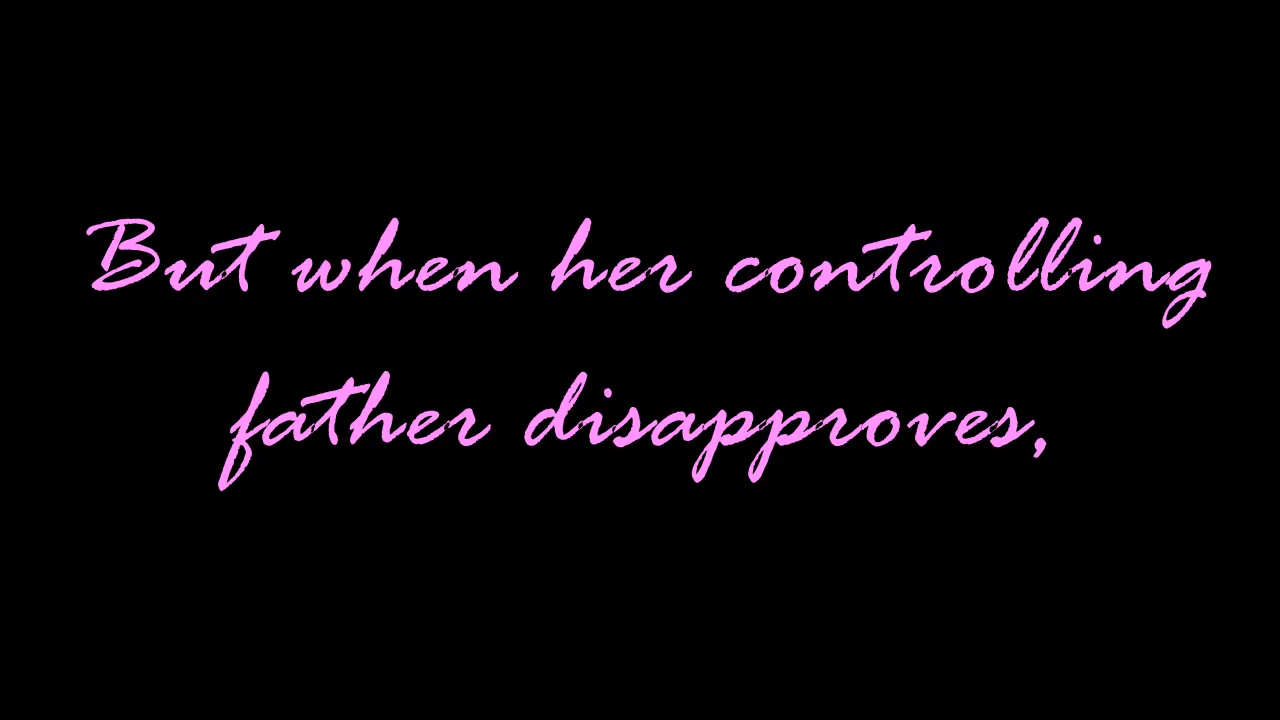 But when her controlling
father disapproves,